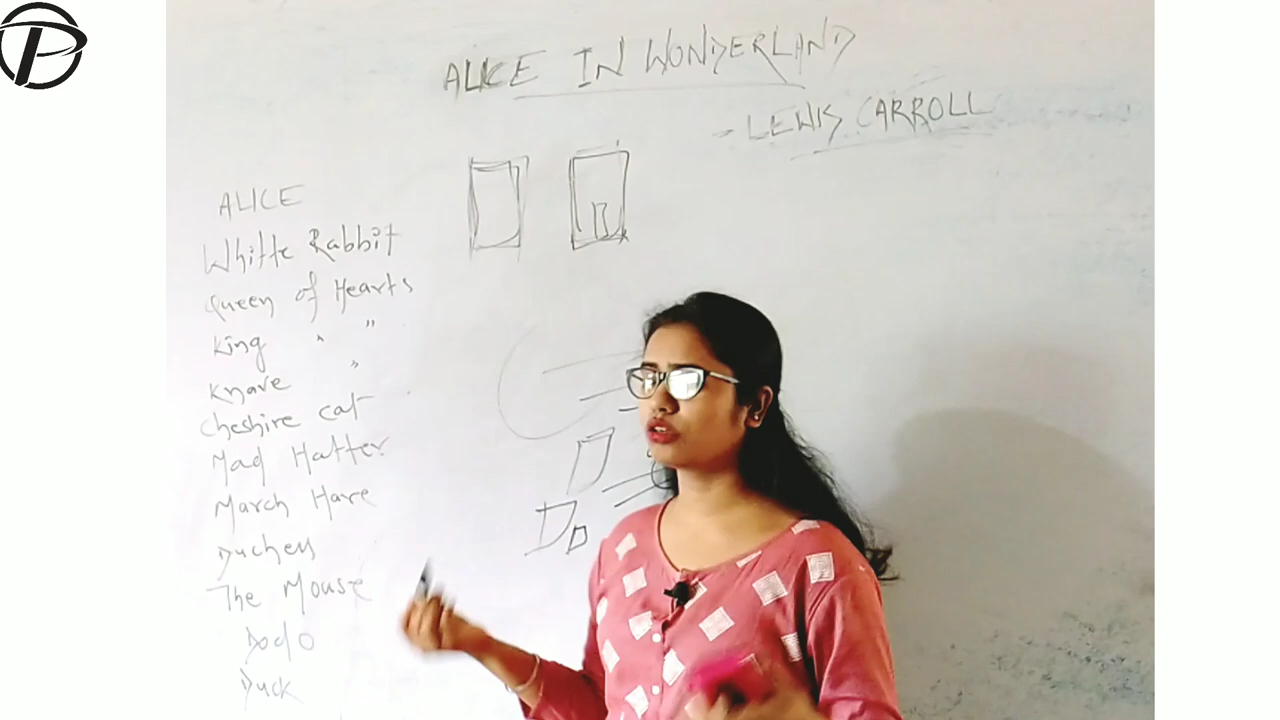 ALICE IN WONDERLAND
- LEWIS CARROLL
ALICE
White Rabbit
Queen of Hearts
King " "
Knave "
Cheshire cat
Mad Hatter
March Hare
Duchess
The Mouse
Dodo
Duck